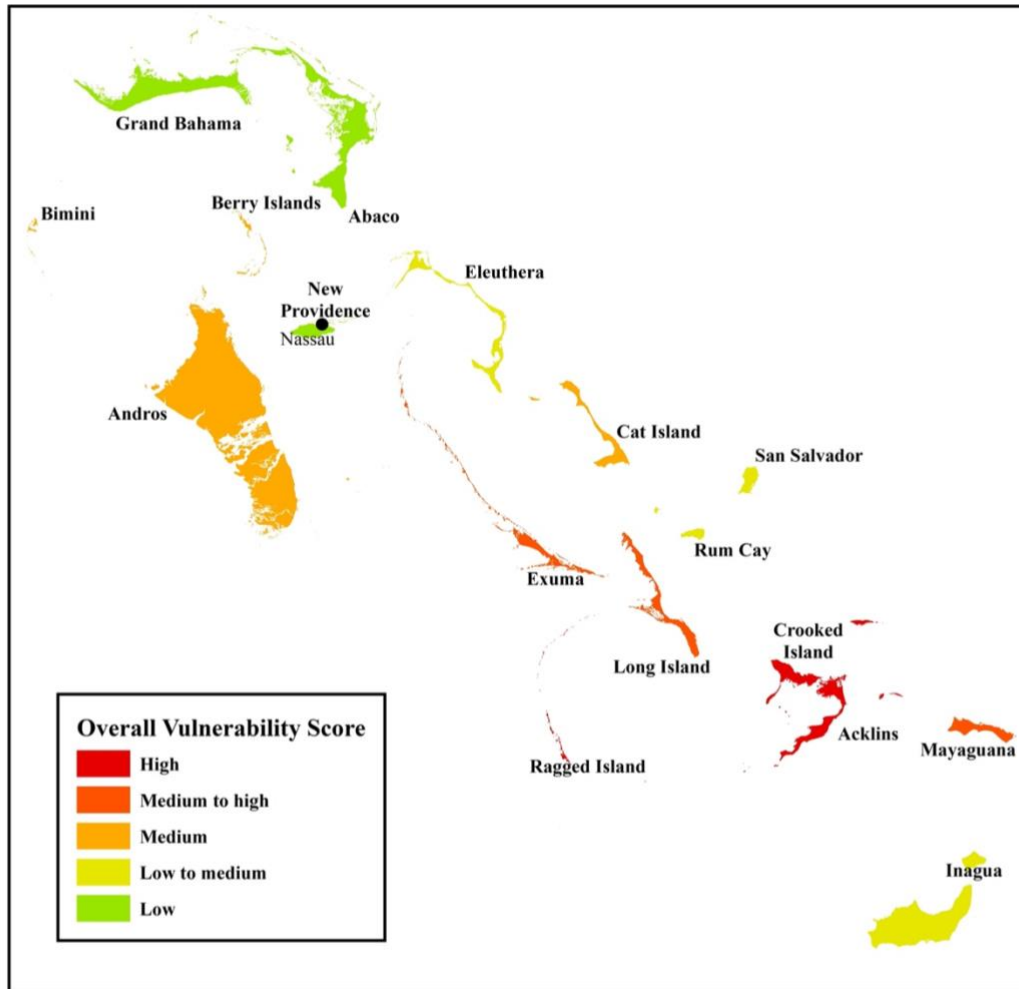 Grand Bahama
Abaco
Bimini
Berry Islands
Eleuthera
New
Providence
Nassau
Andros
Cat Island
San Salvador
Rum Cay
Exuma
Long Island
Crooked
Island
Acklins
Mayaguana
Ragged Island
Inagua
Overall Vulnerability Score
High
Medium to high
Medium
Low to medium
Low